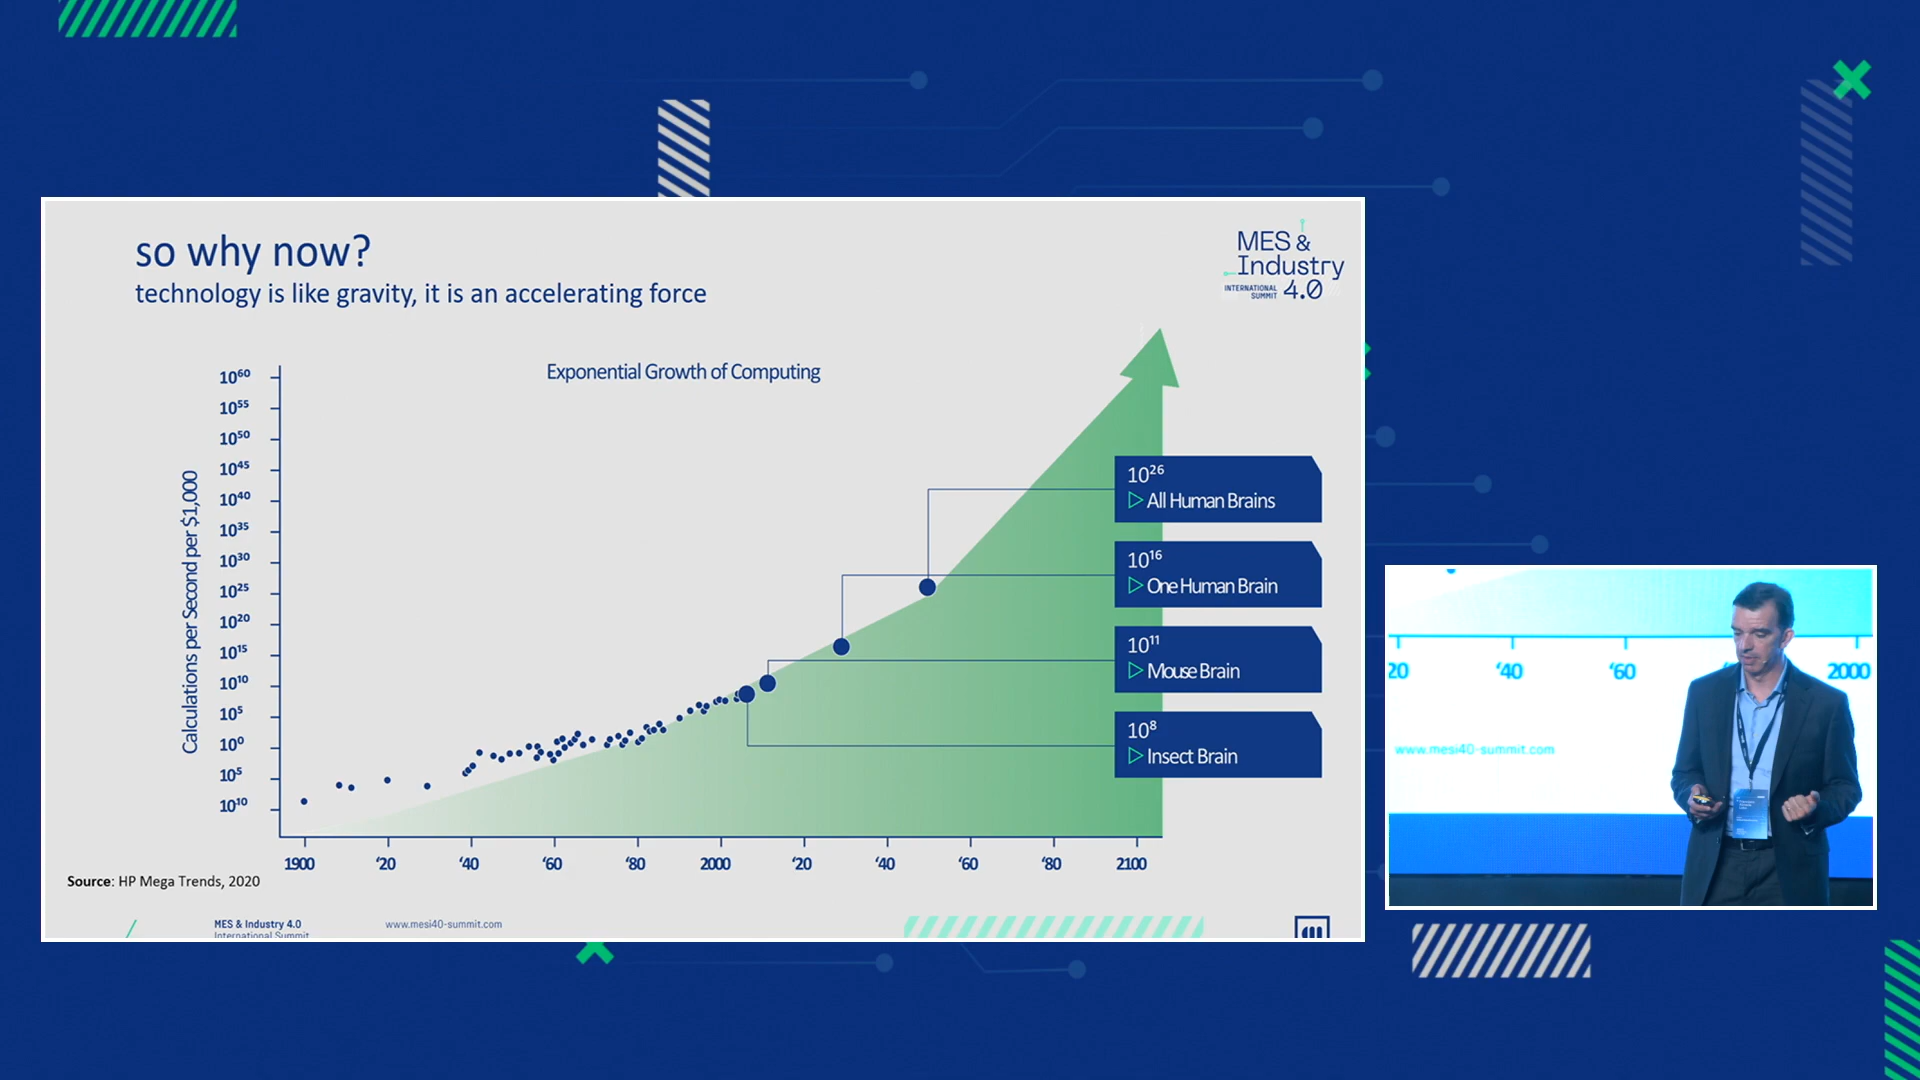 so why now?
technology is like gravity, it is an accelerating force
MES &
Industry
INTERNATIONAL
SUMMIT
4.0
Exponential Growth of Computing
Calculations per Second per $1,000
10⁶⁰
10⁵⁵
10⁵⁰
10⁴⁵
10⁴⁰
10³⁵
10³⁰
10²⁵
10²⁰
10¹⁵
10¹⁰
10⁵
10⁰
10⁵
10¹⁰
1900 ‘20 ‘40 ‘60 ‘80 2000 ‘20 ‘40 ‘60 ‘80 2100
10²⁶
All Human Brains
10¹⁶
One Human Brain
10¹¹
Mouse Brain
10⁸
Insect Brain
Source: HP Mega Trends, 2020
MES & Industry 4.0
International Summit
www.mesi40-summit.com
20 ‘40 ‘60 2000
www.mesi40-summit.com